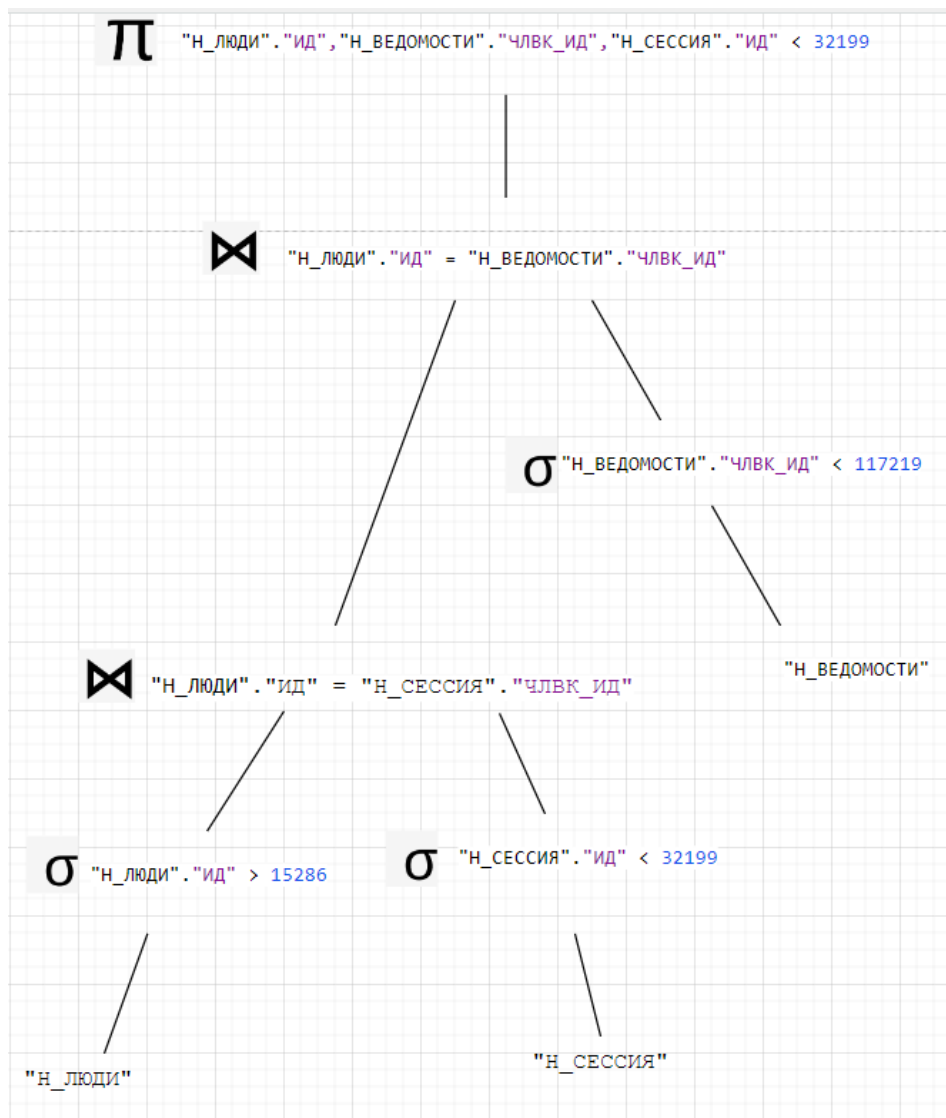 π "Н_ЛЮДИ"."ИД","Н_ВЕДОМОСТИ"."ЧЛВК_ИД","Н_СЕССИЯ"."ИД" < 32199
⋈ "Н_ЛЮДИ"."ИД" = "Н_ВЕДОМОСТИ"."ЧЛВК_ИД"
σ "Н_ВЕДОМОСТИ"."ЧЛВК_ИД" < 117219
"Н_ВЕДОМОСТИ"
⋈ "Н_ЛЮДИ"."ИД" = "Н_СЕССИЯ"."ЧЛВК_ИД"
σ "Н_ЛЮДИ"."ИД" > 15286
σ "Н_СЕССИЯ"."ИД" < 32199
"Н_ЛЮДИ"
"Н_СЕССИЯ"